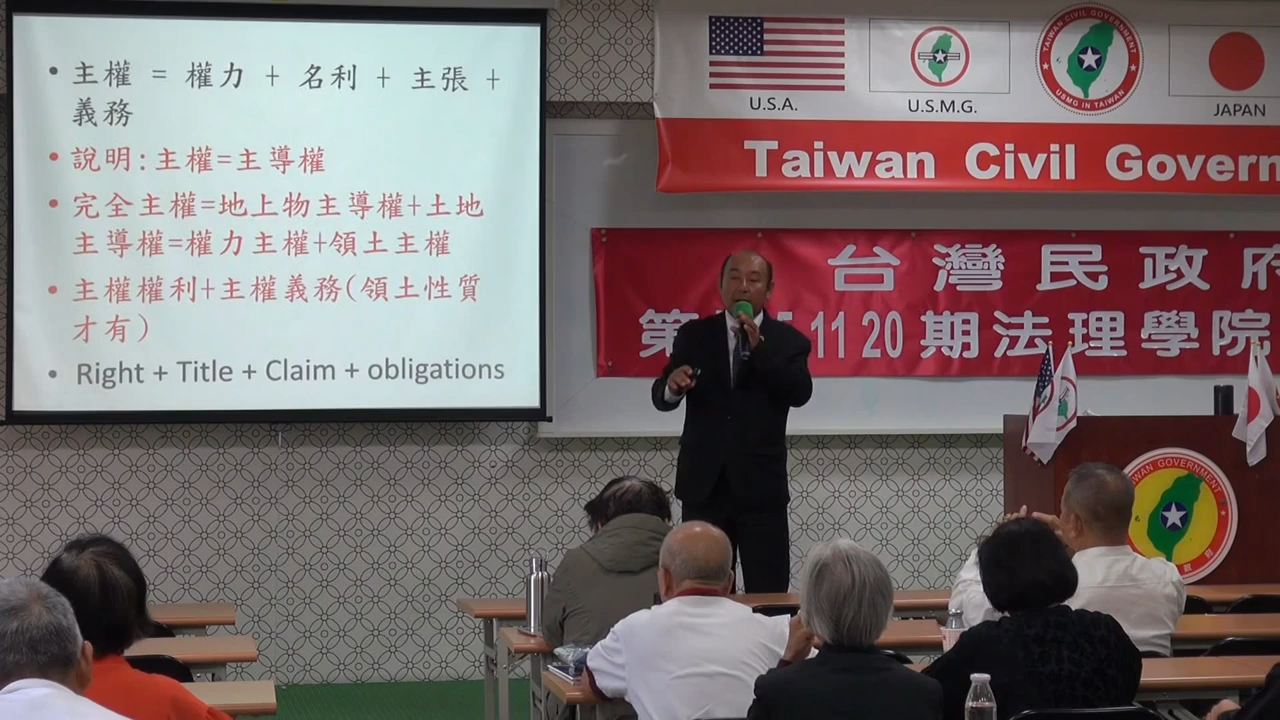 • 主權 = 權力 + 名利 + 主張 +
義務
• 說明:主權=主導權
• 完全主權=地上物主導權+土地
主導權=權力主權+領土主權
• 主權權利+主權義務(領土性質
才有)
• Right + Title + Claim + obligations
U.S.A.
U.S.M.G.
TAIWAN CIVIL GOVERNMENT
USMG IN TAIWAN
JAPAN
Taiwan Civil Govern
台灣民政府
第 5 11 20 期法理學院
TAIWAN GOVERNMENT
政府